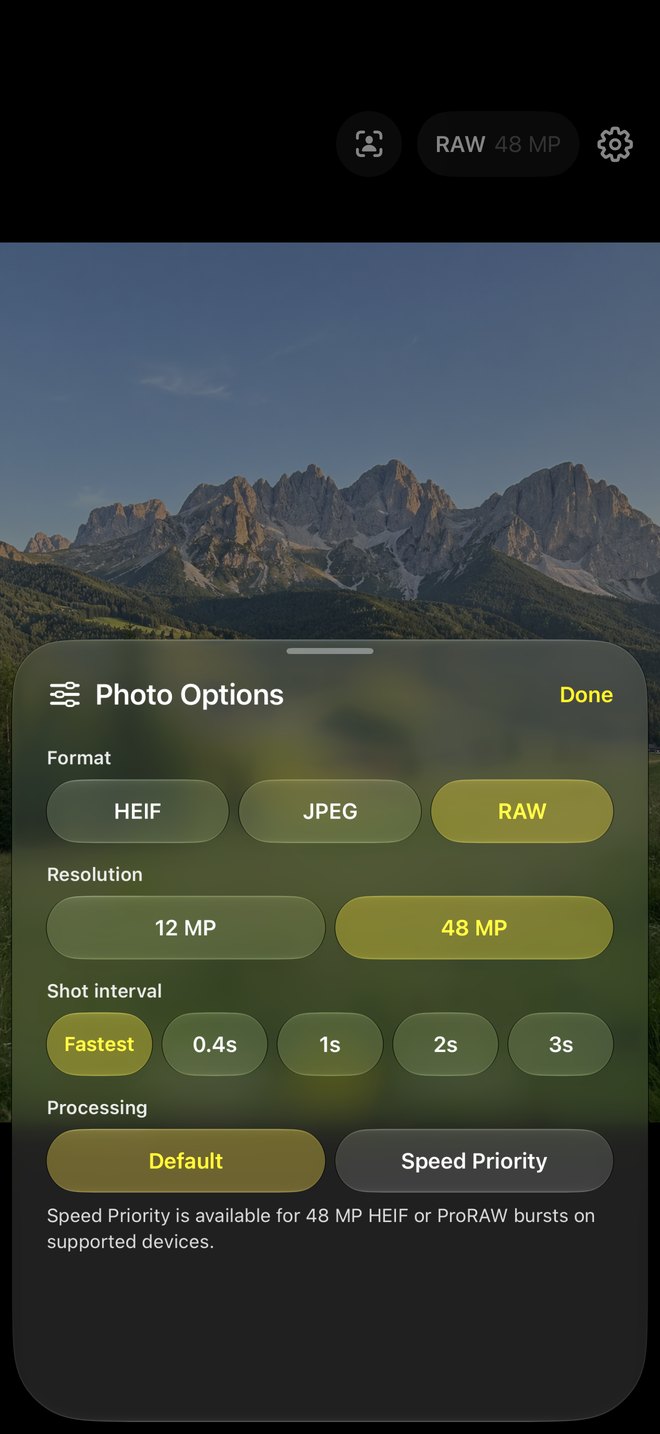 RAW 48 MP
Photo Options
Done
Format
HEIF
JPEG
RAW
Resolution
12 MP
48 MP
Shot interval
Fastest
0.4s
1s
2s
3s
Processing
Default
Speed Priority
Speed Priority is available for 48 MP HEIF or ProRAW bursts on
supported devices.